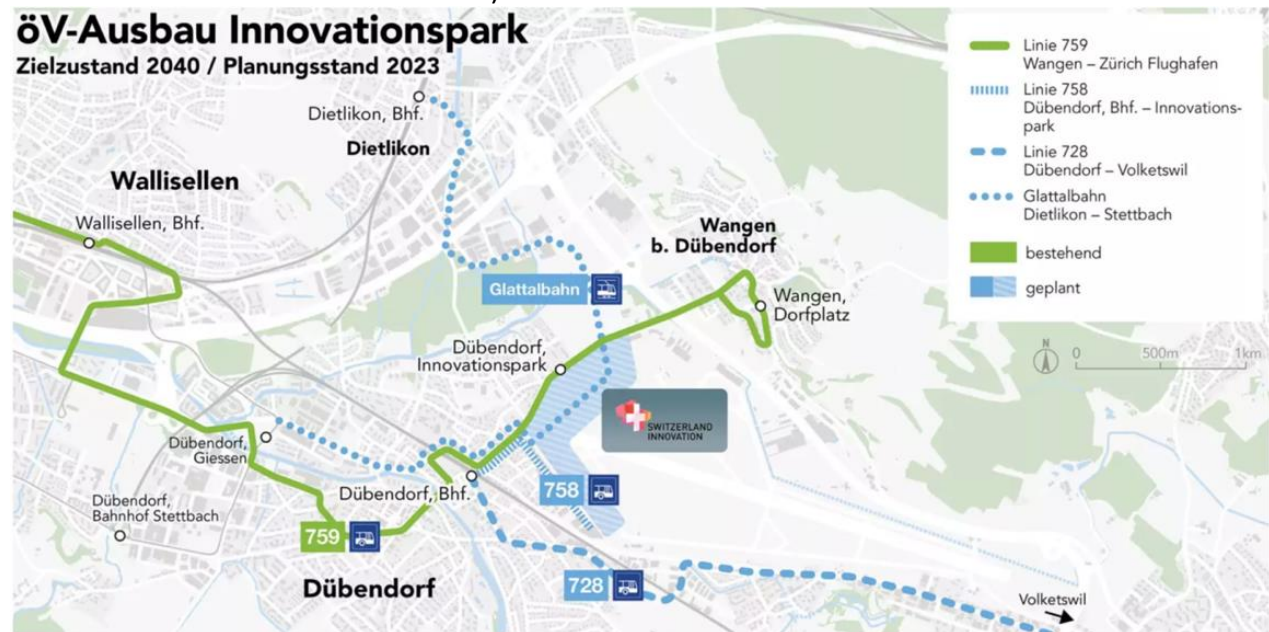 öV-Ausbau Innovationspark
Zielzustand 2040 / Planungsstand 2023
Linie 759
Wangen – Zürich Flughafen
Linie 758
Dübendorf, Bhf. – Innovations-
park
Linie 728
Dübendorf – Volketswil
Glattalbahn
Dietlikon – Stettbach
bestehend
geplant
Dietlikon, Bhf.
Dietlikon
Wallisellen
Wallisellen, Bhf.
Wangen
b. Dübendorf
Glattalbahn
Wangen,
Dorfplatz
N
0 500m 1km
Dübendorf,
Innovationspark
SWITZERLAND
INNOVATION
Dübendorf,
Giessen
Dübendorf, Bhf.
758
Dübendorf,
Bahnhof Stettbach
759
Dübendorf
728
Volketswil